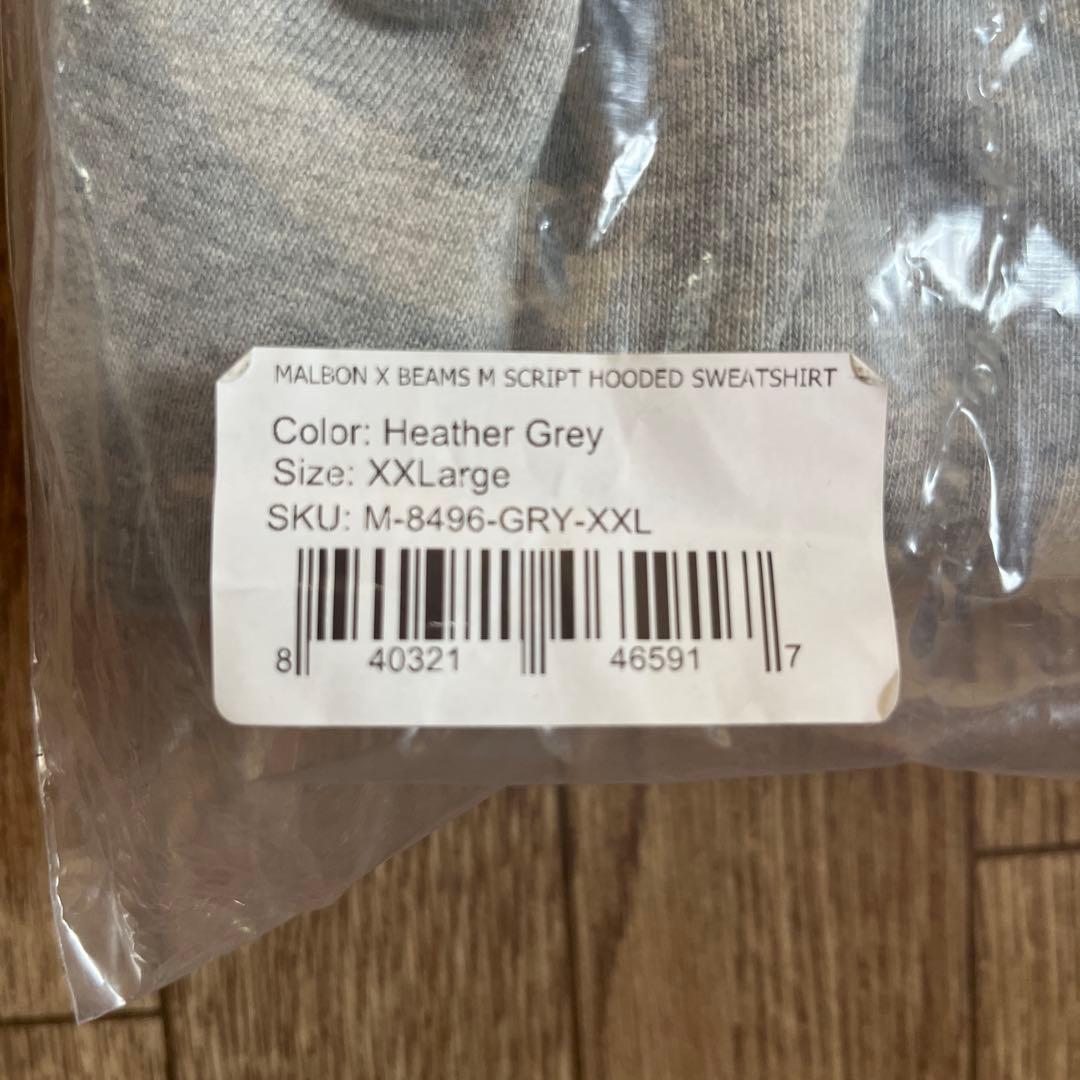 MALBON X BEAMS M SCRIPT HOODED SWEATSHIRT
Color: Heather Grey
Size: XXLarge
SKU: M-8496-GRY-XXL
8 40321 46591 7